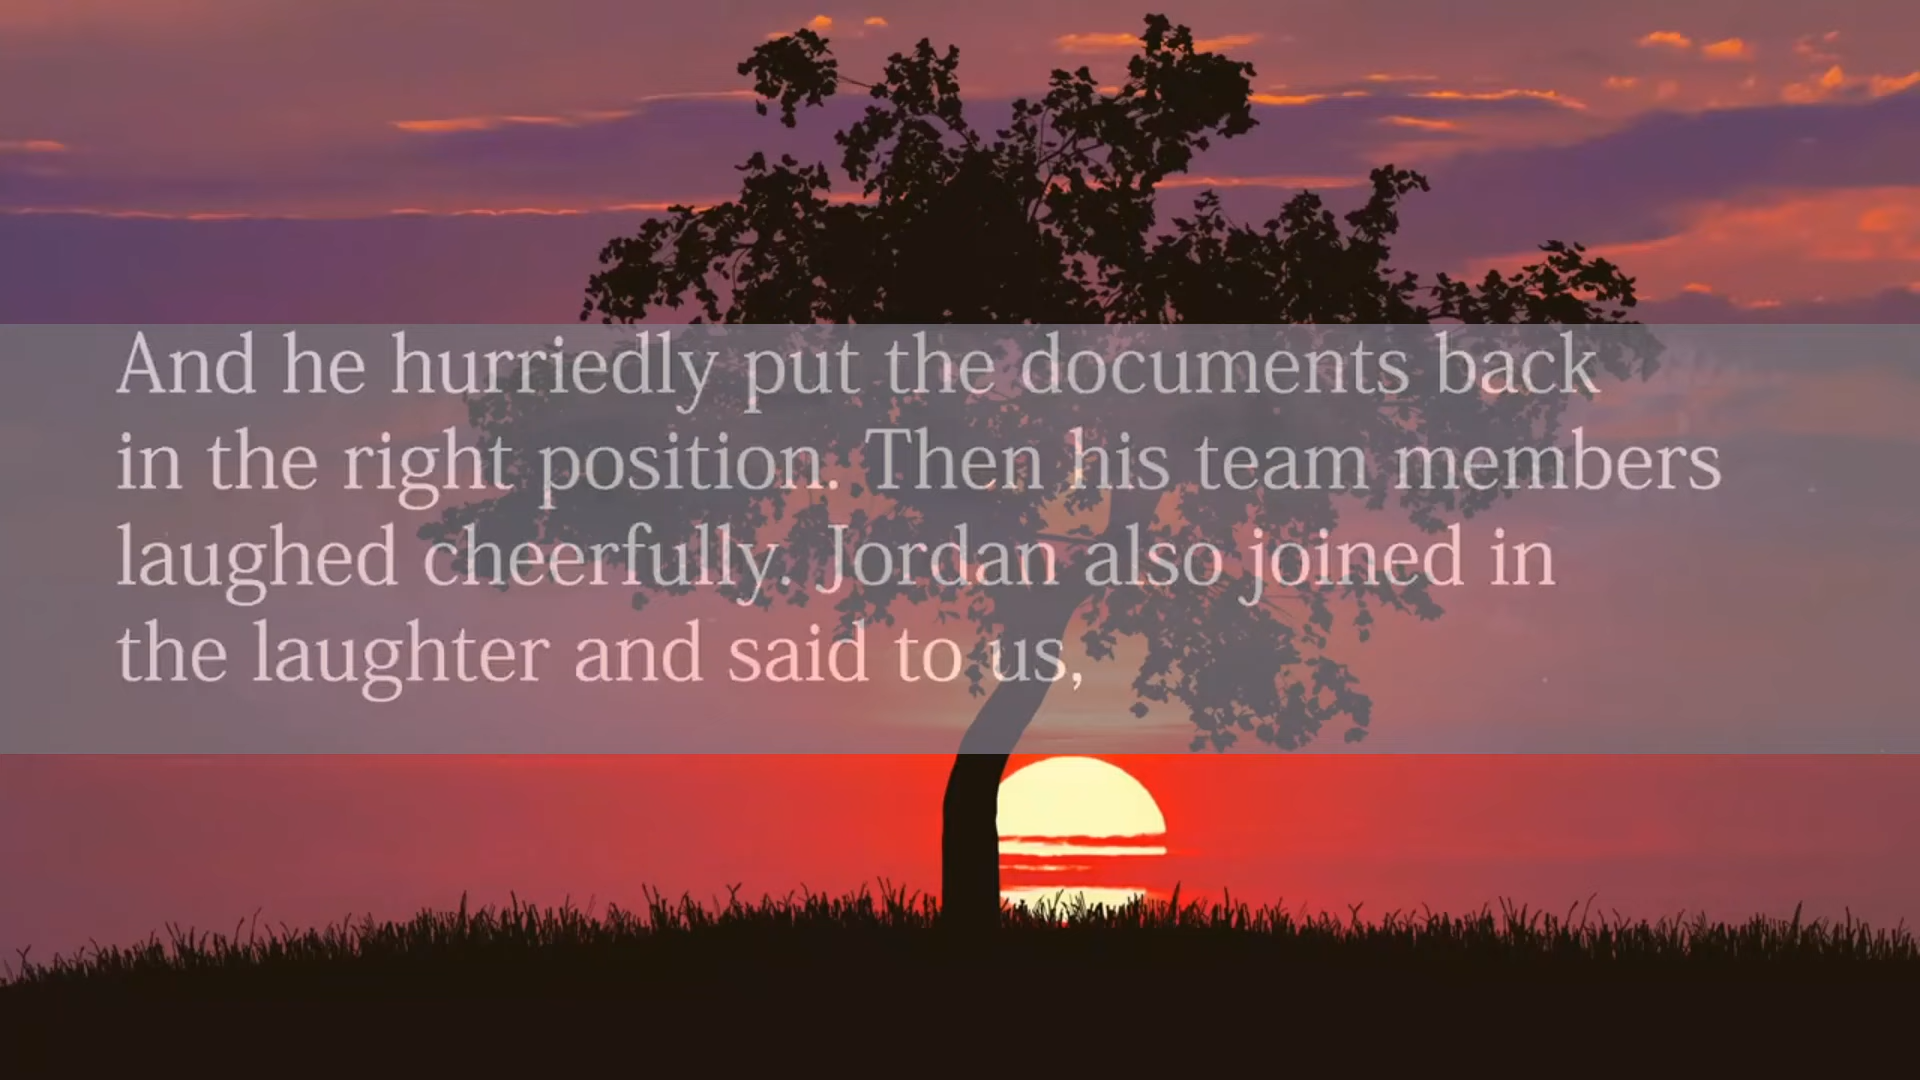 And he hurriedly put the documents back
in the right position. Then his team members
laughed cheerfully. Jordan also joined in
the laughter and said to us,